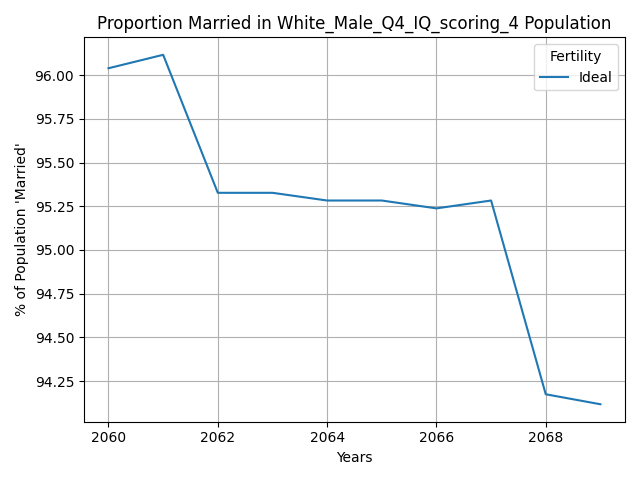 Proportion Married in White_Male_Q4_IQ_scoring_4 Population
Fertility
Ideal
% of Population 'Married'
96.00
95.75
95.50
95.25
95.00
94.75
94.50
94.25
2060
2062
2064
2066
2068
Years